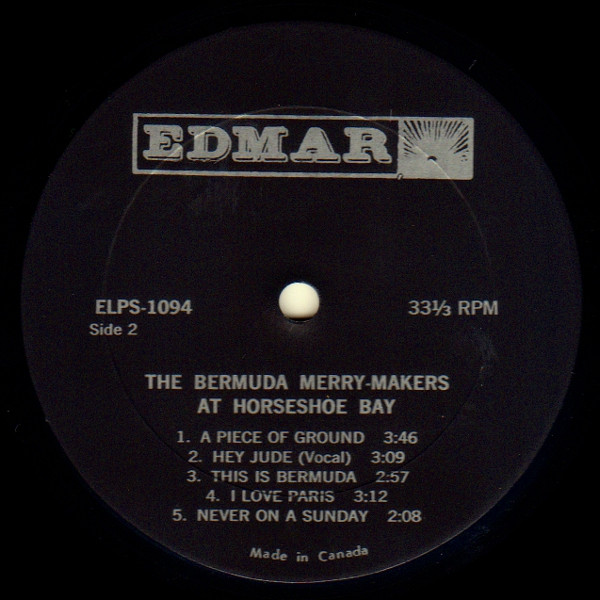 EDMAR
ELPS-1094
33⅓ RPM
Side 2
THE BERMUDA MERRY-MAKERS
AT HORSESHOE BAY
1. A PIECE OF GROUND 3:46
2. HEY JUDE (Vocal) 3:09
3. THIS IS BERMUDA 2:57
4. I LOVE PARIS 3:12
5. NEVER ON A SUNDAY 2:08
Made in Canada